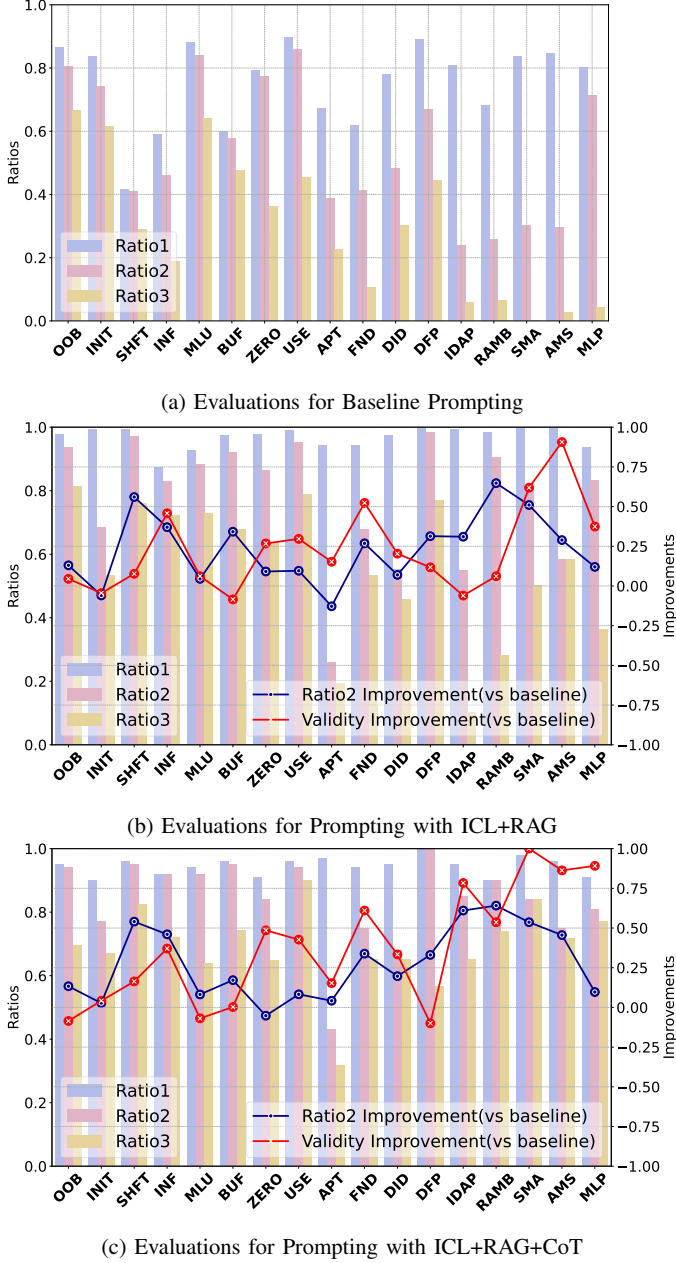 1.0
0.8
0.6
0.4
0.2
0.0
Ratios
Ratio1
Ratio2
Ratio3
OOB INIT SHFT INF MLU BUF ZERO USE APT FND DID DFP IDAP RAMB SMA AMS MLP
(a) Evaluations for Baseline Prompting
1.0
0.8
0.6
0.4
0.2
0.0
Ratios
Ratio1
Ratio2
Ratio3
Ratio2 Improvement(vs baseline)
Validity Improvement(vs baseline)
1.00
0.75
0.50
0.25
0.00
−0.25
−0.50
−0.75
−1.00
Improvements
OOB INIT SHFT INF MLU BUF ZERO USE APT FND DID DFP IDAP RAMB SMA AMS MLP
(b) Evaluations for Prompting with ICL+RAG
1.0
0.8
0.6
0.4
0.2
0.0
Ratios
Ratio1
Ratio2
Ratio3
Ratio2 Improvement(vs baseline)
Validity Improvement(vs baseline)
1.00
0.75
0.50
0.25
0.00
−0.25
−0.50
−0.75
−1.00
Improvements
OOB INIT SHFT INF MLU BUF ZERO USE APT FND DID DFP IDAP RAMB SMA AMS MLP
(c) Evaluations for Prompting with ICL+RAG+CoT